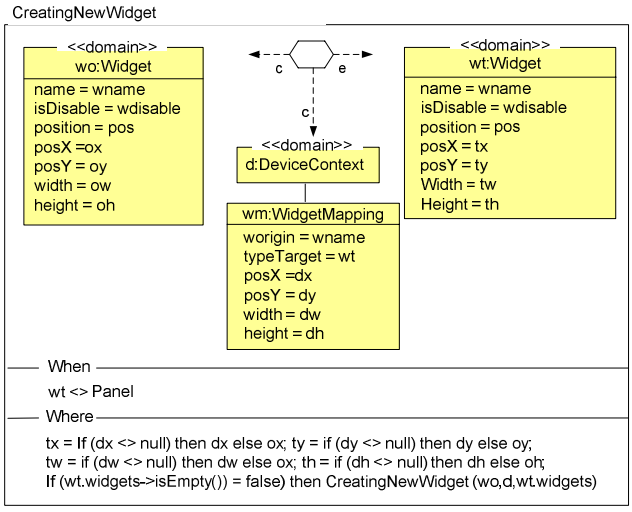 CreatingNewWidget
<<domain>>
wo:Widget
name = wname
isDisable = wdisable
position = pos
posX =ox
posY = oy
width = ow
height = oh
c
e
c
<<domain>>
d:DeviceContext
wm:WidgetMapping
worigin = wname
typeTarget = wt
posX =dx
posY = dy
width = dw
height = dh
<<domain>>
wt:Widget
name = wname
isDisable = wdisable
position = pos
posX = tx
posY = ty
Width = tw
Height = th
When
wt <> Panel
Where
tx = If (dx <> null) then dx else ox; ty = if (dy <> null) then dy else oy;
tw = if (dw <> null) then dw else ox; th = if (dh <> null) then dh else oh;
If (wt.widgets->isEmpty()) = false) then CreatingNewWidget (wo,d,wt.widgets)